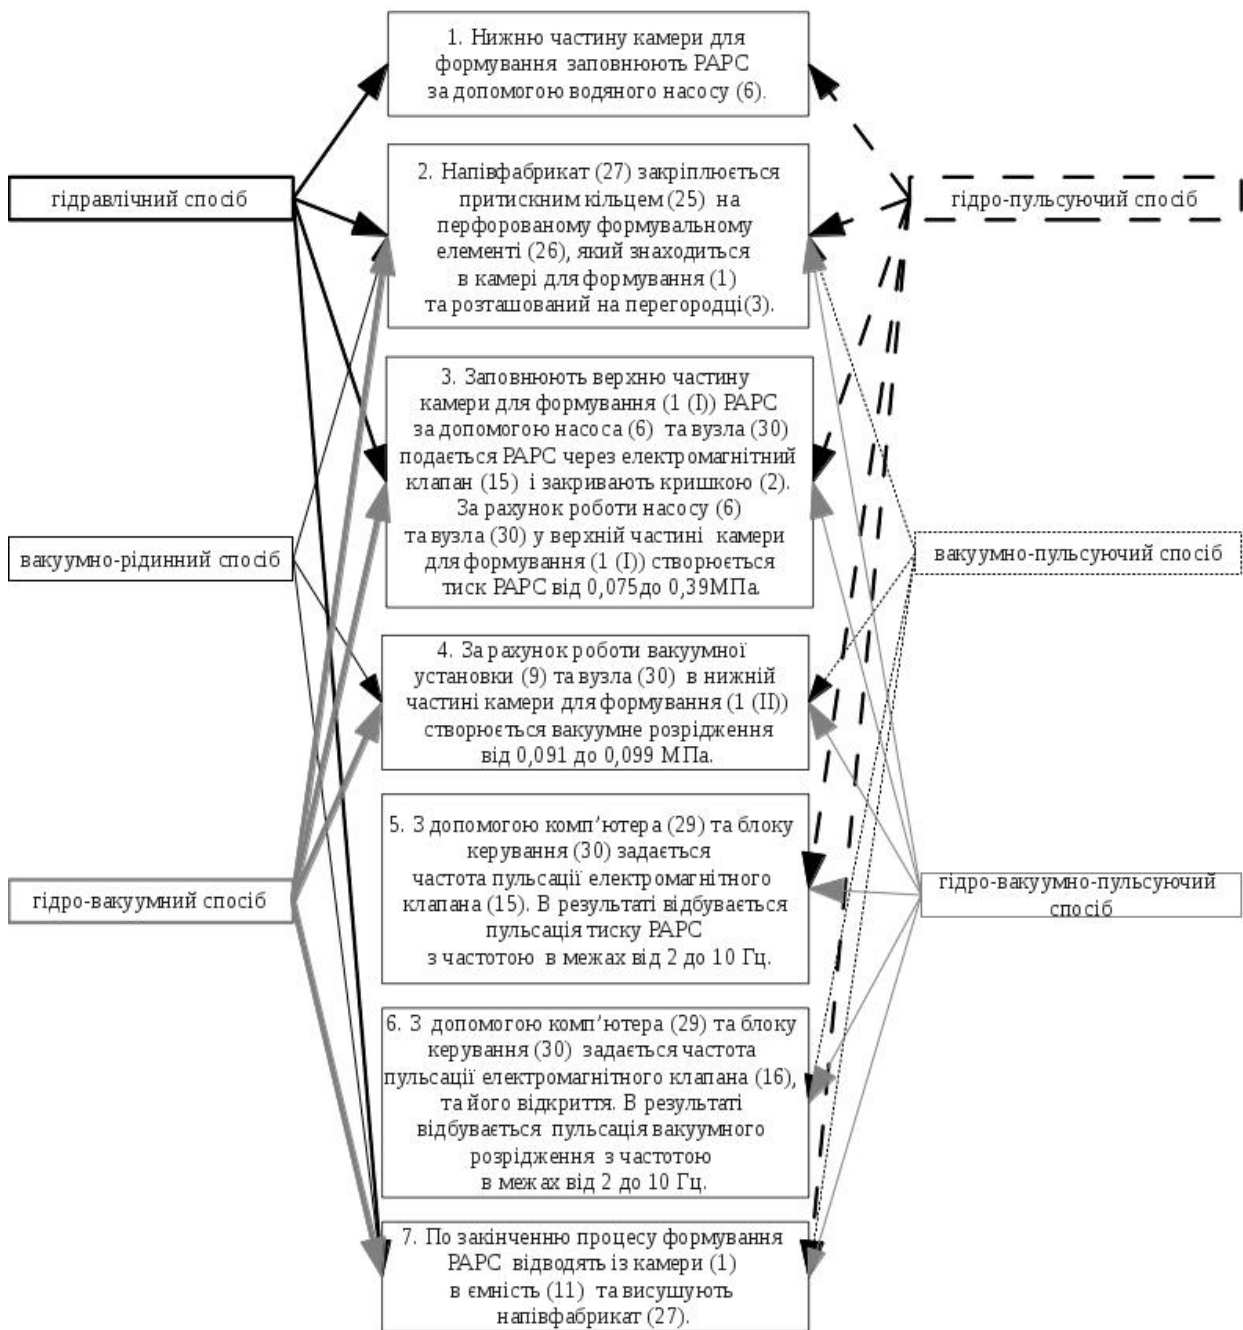 1. Нижню частину камери для
формування заповнюють РАРС
за допомогою водяного насосу (6).
гідравлічний спосіб
2. Напівфабрикат (27) закріплюється
притискним кільцем (25) на
перфорованому формувальному
елементі (26), який знаходиться
в камері для формування (1)
та розташований на перегородці(3).
гідро-пульсуючий спосіб
3. Заповнюють верхню частину
камери для формування (1 (I)) РАРС
за допомогою насоса (6) та вузла (30)
подається РАРС через електромагнітний
клапан (15) і закривають кришкою (2).
За рахунок роботи насосу (6)
та вузла (30) у верхній частині камери
для формування (1 (I)) створюється
тиск РАРС від 0,075до 0,39МПа.
вакуумно-рідинний спосіб
вакуумно-пульсуючий спосіб
4. За рахунок роботи вакуумної
установки (9) та вузла (30) в нижній
частині камери для формування (1 (II))
створюється вакуумне розрідження
від 0,091 до 0,099 МПа.
5. З допомогою комп’ютера (29) та блоку
керування (30) задається
частота пульсації електромагнітного
клапана (15). В результаті відбувається
пульсація тиску РАРС
з частотою в межах від 2 до 10 Гц.
гідро-вакуумний спосіб
гідро-вакуумно-пульсуючий
спосіб
6. З допомогою комп’ютера (29) та блоку
керування (30) задається частота
пульсації електромагнітного клапана (16),
та його відкриття. В результаті
відбувається пульсація вакуумного
розрідження з частотою
в межах від 2 до 10 Гц.
7. По закінченню процесу формування
РАРС відводять із камери (1)
в ємність (11) та висушують
напівфабрикат (27).